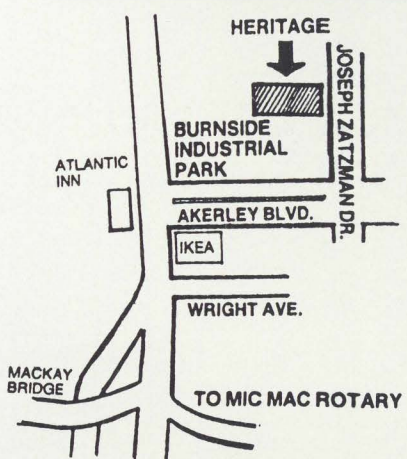 HERITAGE
JOSEPH ZATZMAN DR.
BURNSIDE
INDUSTRIAL
PARK
ATLANTIC
INN
AKERLEY BLVD.
IKEA
WRIGHT AVE.
MACKAY
BRIDGE
TO MIC MAC ROTARY